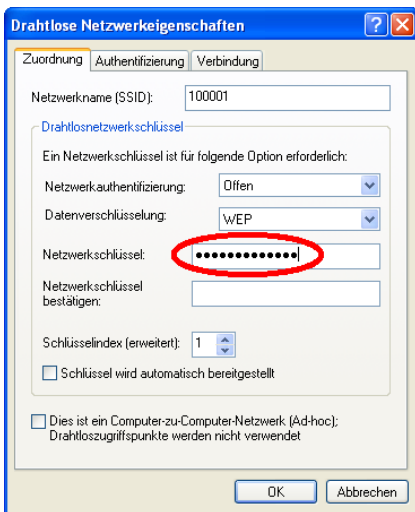 Drahtlose Netzwerkeigenschaften
Zuordnung Authentifizierung Verbindung
Netzwerkname (SSID): 100001
Drahtlosnetzwerkschlüssel
Ein Netzwerkschlüssel ist für folgende Option erforderlich:
Netzwerkauthentifizierung: Offen
Datenverschlüsselung: WEP
Netzwerkschlüssel: •••••••••••••
Netzwerkschlüssel
bestätigen:
Schlüsselindex (erweitert): 1
Schlüssel wird automatisch bereitgestellt
Dies ist ein Computer-zu-Computer-Netzwerk (Ad-hoc);
Drahtloszugriffspunkte werden nicht verwendet
OK Abbrechen